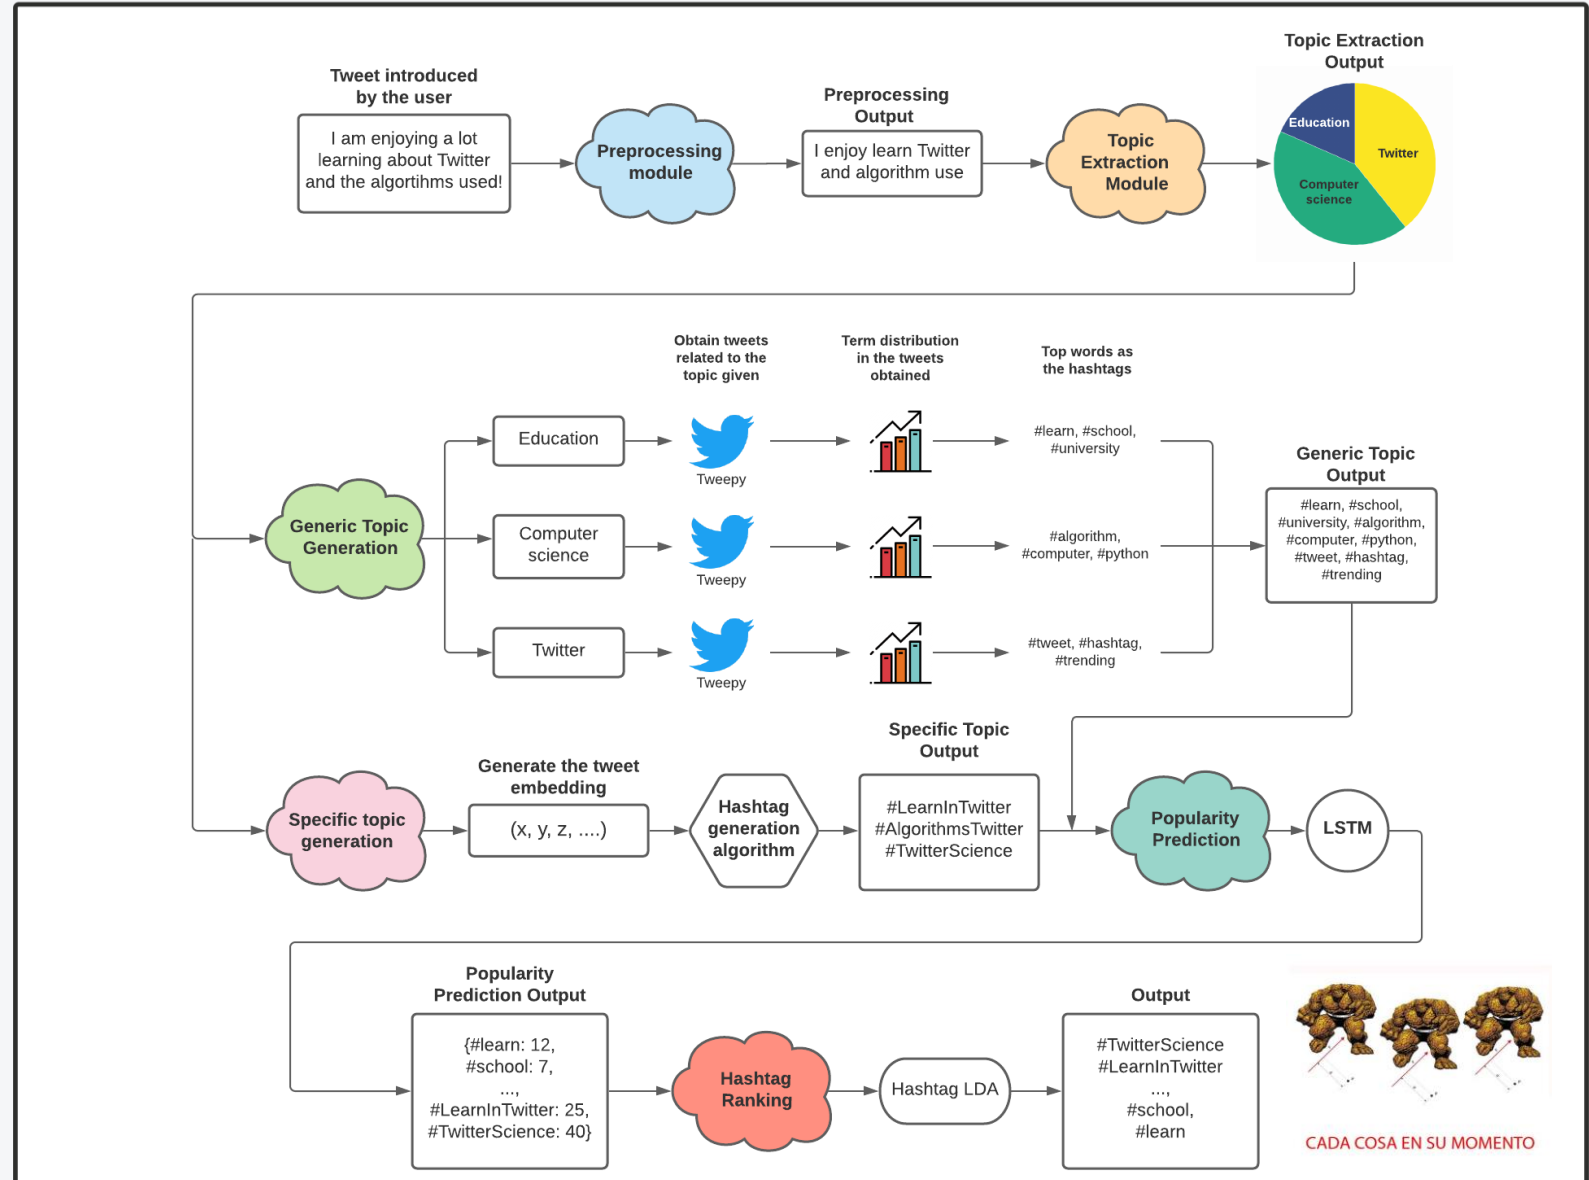 Tweet introduced
by the user
I am enjoying a lot
learning about Twitter
and the algortihms used!
Preprocessing
module
Preprocessing
Output
I enjoy learn Twitter
and algorithm use
Topic
Extraction
Module
Topic Extraction
Output
Education
Twitter
Computer
science
Obtain tweets
related to the
topic given
Term distribution
in the tweets
obtained
Top words as
the hashtags
Generic Topic
Generation
Education
Tweepy
#learn, #school,
#university
Computer
science
Tweepy
#algorithm,
#computer, #python
Twitter
Tweepy
#tweet, #hashtag,
#trending
Generic Topic
Output
#learn, #school,
#university, #algorithm,
#computer, #python,
#tweet, #hashtag,
#trending
Specific topic
generation
Generate the tweet
embedding
(x, y, z, ....)
Hashtag
generation
algorithm
Specific Topic
Output
#LearnInTwitter
#AlgorithmsTwitter
#TwitterScience
Popularity
Prediction
LSTM
Popularity
Prediction Output
{#learn: 12,
#school: 7,
...,
#LearnInTwitter: 25,
#TwitterScience: 40}
Hashtag
Ranking
Hashtag LDA
Output
#TwitterScience
#LearnInTwitter
...,
#school,
#learn
CADA COSA EN SU MOMENTO